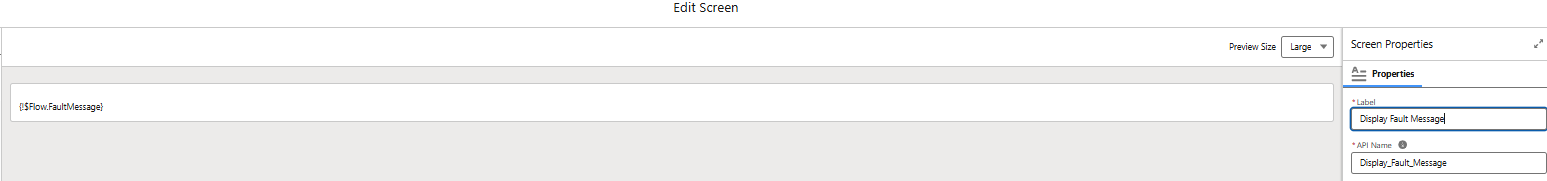 Edit Screen
Preview Size Large
Screen Properties
Properties
{!$Flow.FaultMessage}
* Label
Display Fault Message
* API Name
Display_Fault_Message